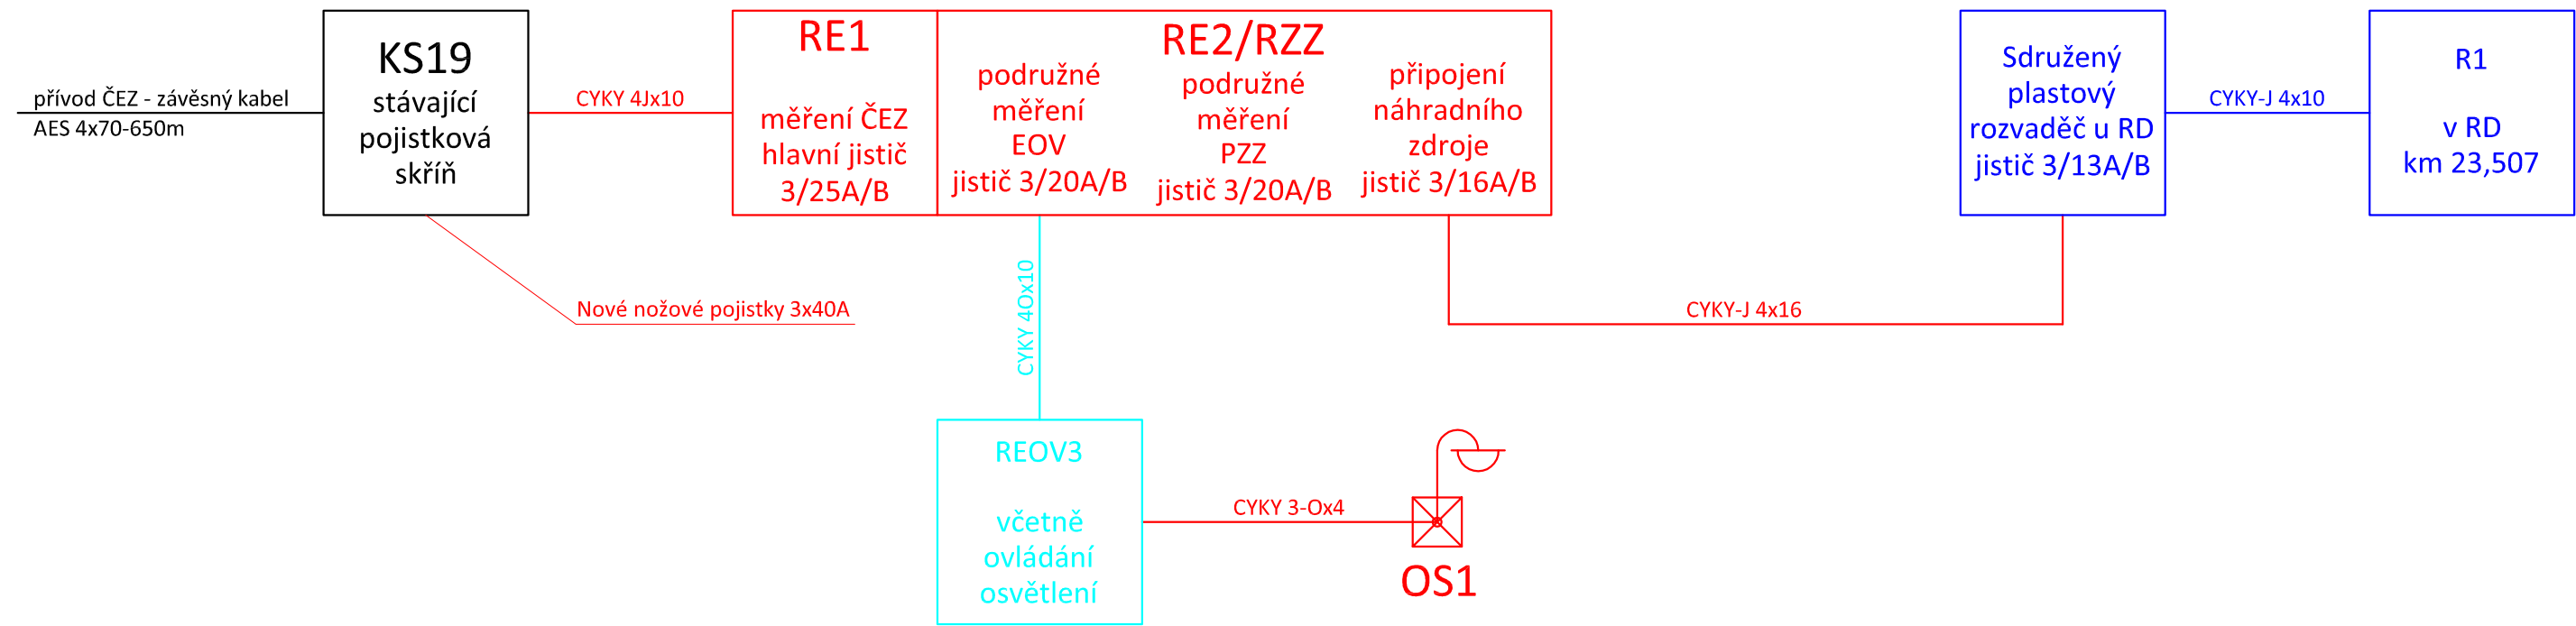 přívod ČEZ - závěsný kabel
AES 4x70-650m
KS19
stávající
pojistková
skříň
Nové nožové pojistky 3x40A
CYKY 4Jx10
RE1
měření ČEZ
hlavní jistič
3/25A/B
RE2/RZZ
podružné
měření
EOV
jistič 3/20A/B
podružné
měření
PZZ
jistič 3/20A/B
připojení
náhradního
zdroje
jistič 3/16A/B
CYKY-J 4x16
Sdružený
plastový
rozvaděč u RD
jistič 3/13A/B
CYKY-J 4x10
R1
v RD
km 23,507
CYKY 4Ox10
REOV3
včetně
ovládání
osvětlení
CYKY 3-Ox4
OS1